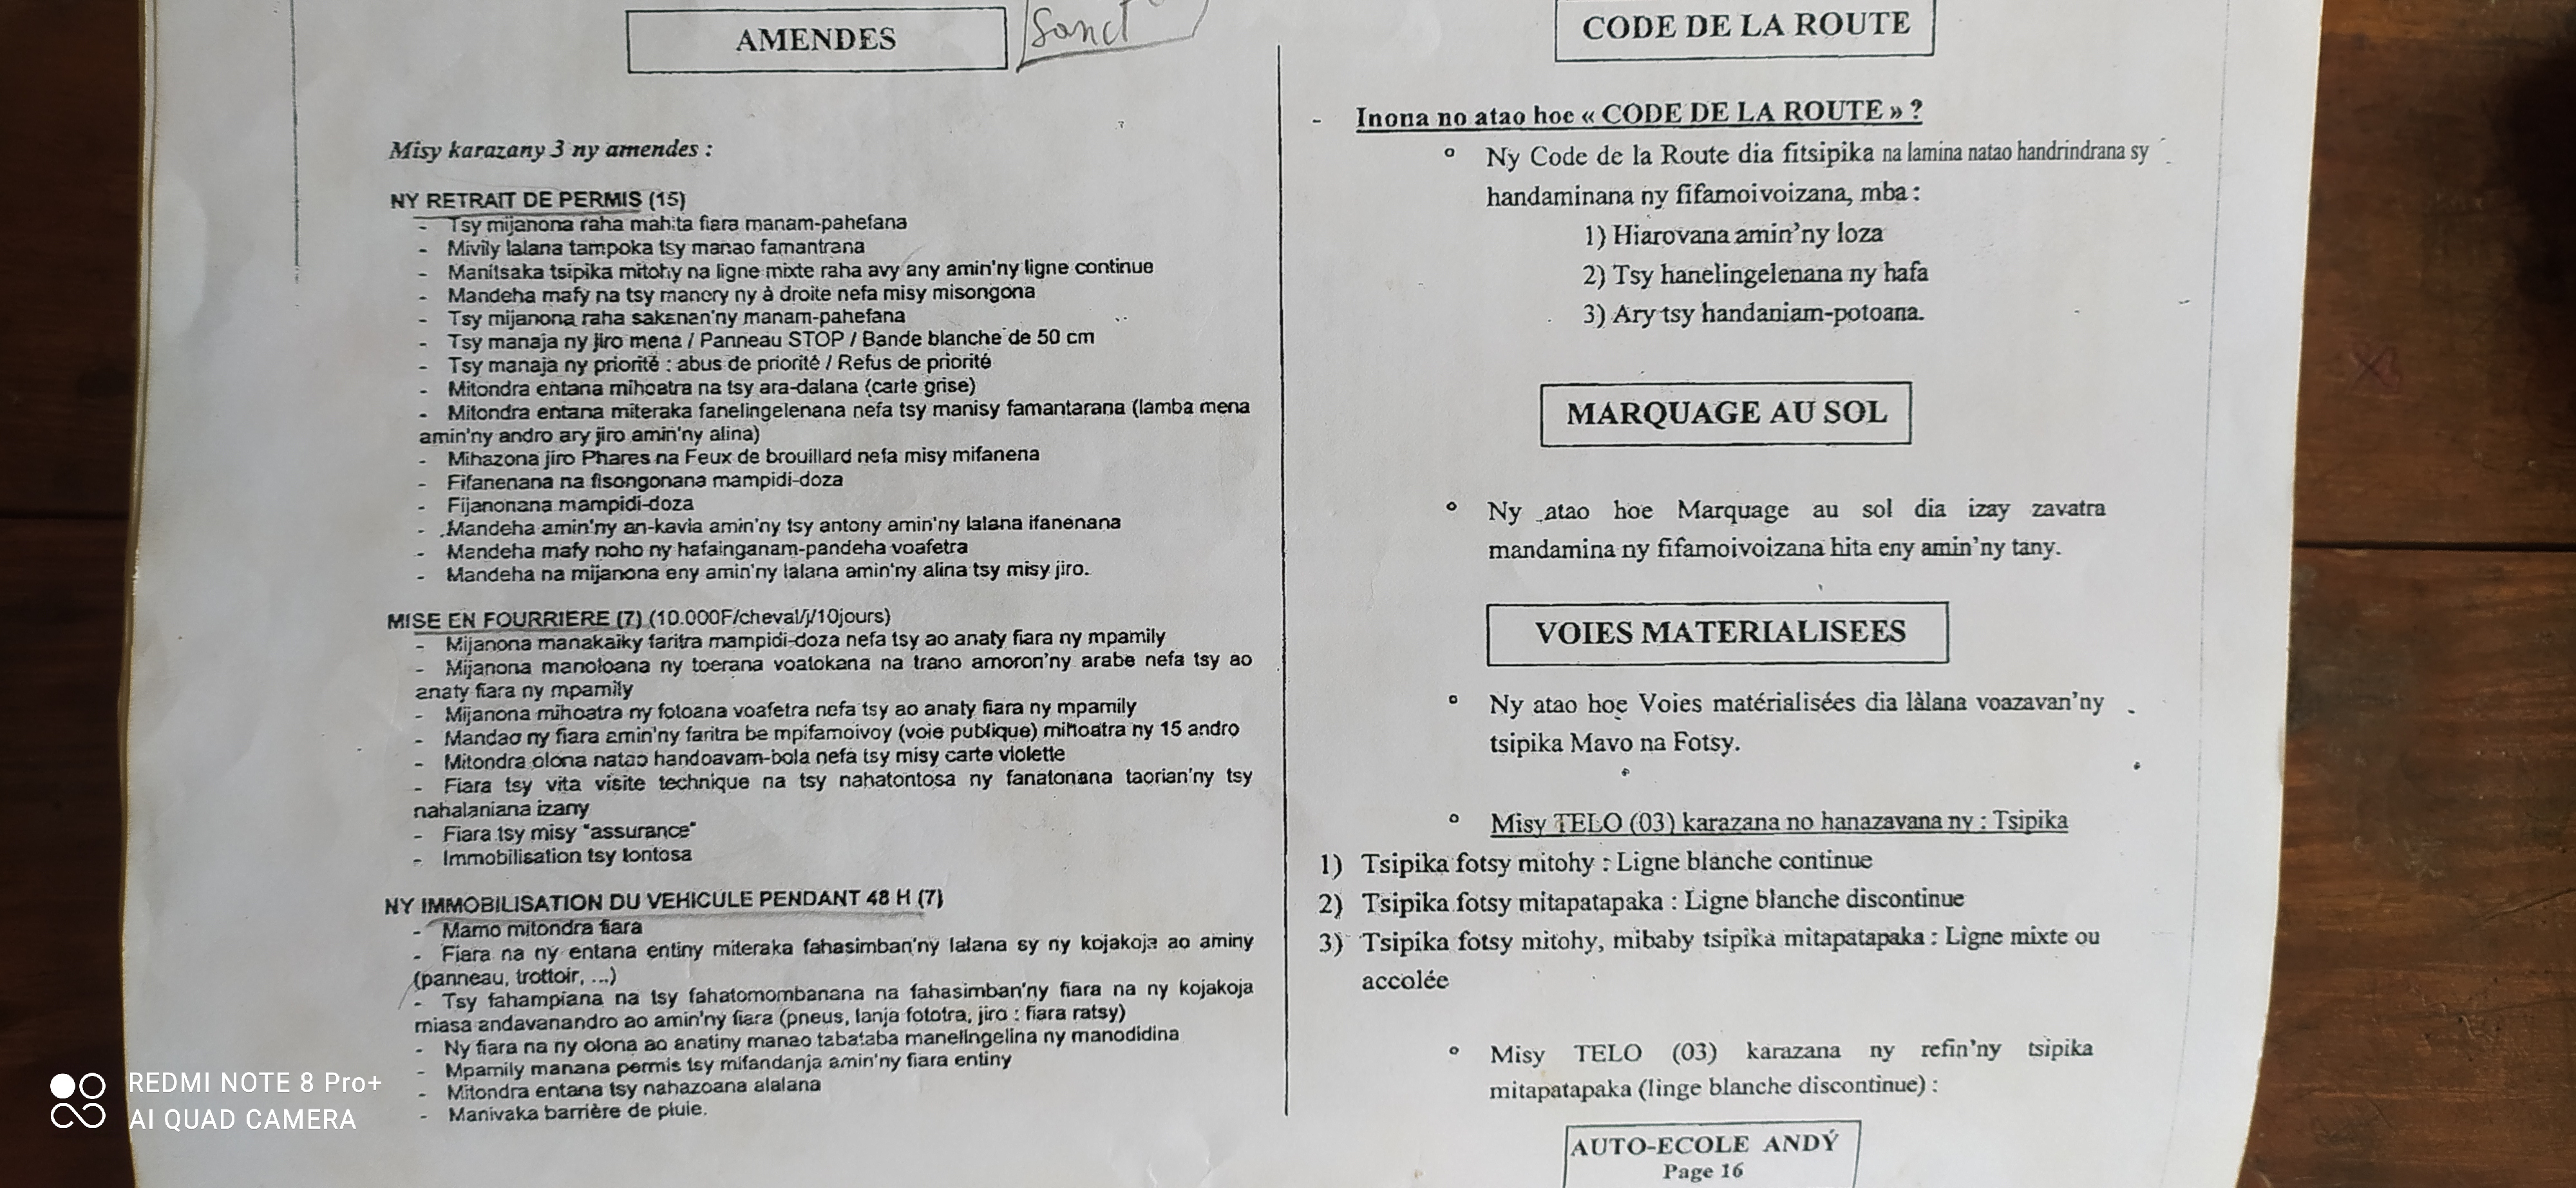 AMENDES
Sanct
Misy karazany 3 ny amendes :
NY RETRAIT DE PERMIS (15)
- Tsy mijanona raha mahita fiara manam-pahefana
- Mivily lalana tampoka tsy manao famantrana
- Manitsaka tsipika mitohy na ligne mixte raha avy any amin'ny ligne continue
- Mandeha mafy na tsy manery ny à droite nefa misy misongona
- Tsy mijanona raha sakanan'ny manam-pahefana
- Tsy manaja ny jiro mena / Panneau STOP / Bande blanche de 50 cm
- Tsy manaja ny priorité : abus de priorité / Refus de priorité
- Mitondra entana mihoatra na tsy ara-dalana (carte grise)
- Mitondra entana miteraka fanelingelenana nefa tsy manisy famantarana (lamba mena
amin'ny andro ary jiro amin'ny alina)
- Mihazona jiro Phares na Feux de brouillard nefa misy mifanena
- Fifanenana na fisongonana mampidi-doza
- Fijanonana mampidi-doza
- Mandeha amin'ny an-kavia amin'ny tsy antony amin'ny lalana ifanenana
- Mandeha mafy noho ny hafainganam-pandeha voafetra
- Mandeha na mijanona eny amin'ny lalana amin'ny alina tsy misy jiro.
MISE EN FOURRIERE (7) (10.000F/cheval/j/10jours)
- Mijanona manakaiky faritra mampidi-doza nefa tsy ao anaty fiara ny mpamily
- Mijanona manoloana ny toerana voatokana na trano amoron'ny arabe nefa tsy ao
anaty fiara ny mpamily
- Mijanona mihoatra ny fotoana voafetra nefa tsy ao anaty fiara ny mpamily
- Mandao ny fiara amin'ny faritra be mpifamoivoy (voie publique) mihoatra ny 15 andro
- Mitondra olona natao handoavam-bola nefa tsy misy carte violette
- Fiara tsy vita visite technique na tsy nahatontosa ny fanatonana taorian'ny tsy
nahalaniana izany
- Fiara tsy misy "assurance"
- Immobilisation tsy tontosa
NY IMMOBILISATION DU VEHICULE PENDANT 48 H (7)
- Mamo mitondra fiara
- Fiara na ny entana entiny miteraka fahasimban'ny lalana sy ny kojakoja ao aminy
(panneau, trottoir, ...)
- Tsy fahampiana na tsy fahatomombanana na fahasimban'ny fiara na ny kojakoja
miasa andavanandro ao amin'ny fiara (pneus, lanja fototra, jiro : fiara ratsy)
- Ny fiara na ny olona ao anatiny manao tabataba manelingelina ny manodidina
- Mpamily manana permis tsy mifandanja amin'ny fiara entiny
- Mitondra entana tsy nahazoana alalana
- Manivaka barrière de pluie.
CODE DE LA ROUTE
- Inona no atao hoe « CODE DE LA ROUTE » ?
° Ny Code de la Route dia fitsipika na lamina natao handrindrana sy
handaminana ny fifamoivoizana, mba :
1) Hiarovana amin'ny loza
2) Tsy hanelingelenana ny hafa
3) Ary tsy handaniam-potoana.
MARQUAGE AU SOL
° Ny atao hoe Marquage au sol dia izay zavatra
mandamina ny fifamoivoizana hita eny amin'ny tany.
VOIES MATERIALISEES
° Ny atao hoe Voies matérialisées dia làlana voazavan'ny
tsipika Mavo na Fotsy.
° Misy TELO (03) karazana no hanazavana ny : Tsipika
1) Tsipika fotsy mitohy : Ligne blanche continue
2) Tsipika fotsy mitapatapaka : Ligne blanche discontinue
3) Tsipika fotsy mitohy, mibaby tsipika mitapatapaka : Ligne mixte ou
accolée
° Misy TELO (03) karazana ny refin'ny tsipika
mitapatapaka (linge blanche discontinue) :
AUTO-ECOLE ANDÝ
Page 16
REDMI NOTE 8 Pro+
AI QUAD CAMERA